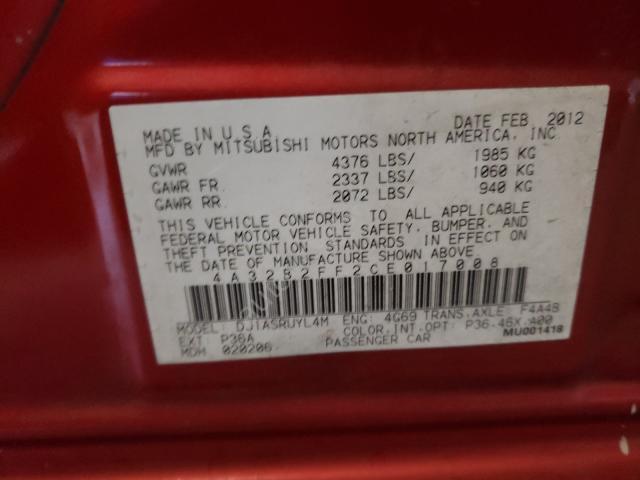 MADE IN U.S.A. DATE FEB 2012
MFD BY MITSUBISHI MOTORS NORTH AMERICA, INC
GVWR 4376 LBS/ 1985 KG
GAWR FR. 2337 LBS/ 1060 KG
GAWR RR. 2072 LBS/ 940 KG
THIS VEHICLE CONFORMS TO ALL APPLICABLE
FEDERAL MOTOR VEHICLE SAFETY, BUMPER, AND
THEFT PREVENTION STANDARDS IN EFFECT ON
THE DATE OF MANUFACTURE SHOWN ABOVE
4A32B2FF2CE017008
MODEL: DJ1ASRUYL4M ENG: 4G69 TRANS, AXLE F4A4B
EXT P36A COLOR, INT, OPT: P36.46X.A00
MDH 020206 PASSENGER CAR MU001418